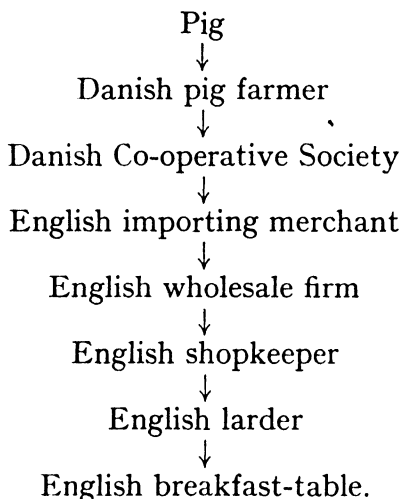 Pig
↓
Danish pig farmer
↓
Danish Co-operative Society
↓
English importing merchant
↓
English wholesale firm
↓
English shopkeeper
↓
English larder
↓
English breakfast-table.